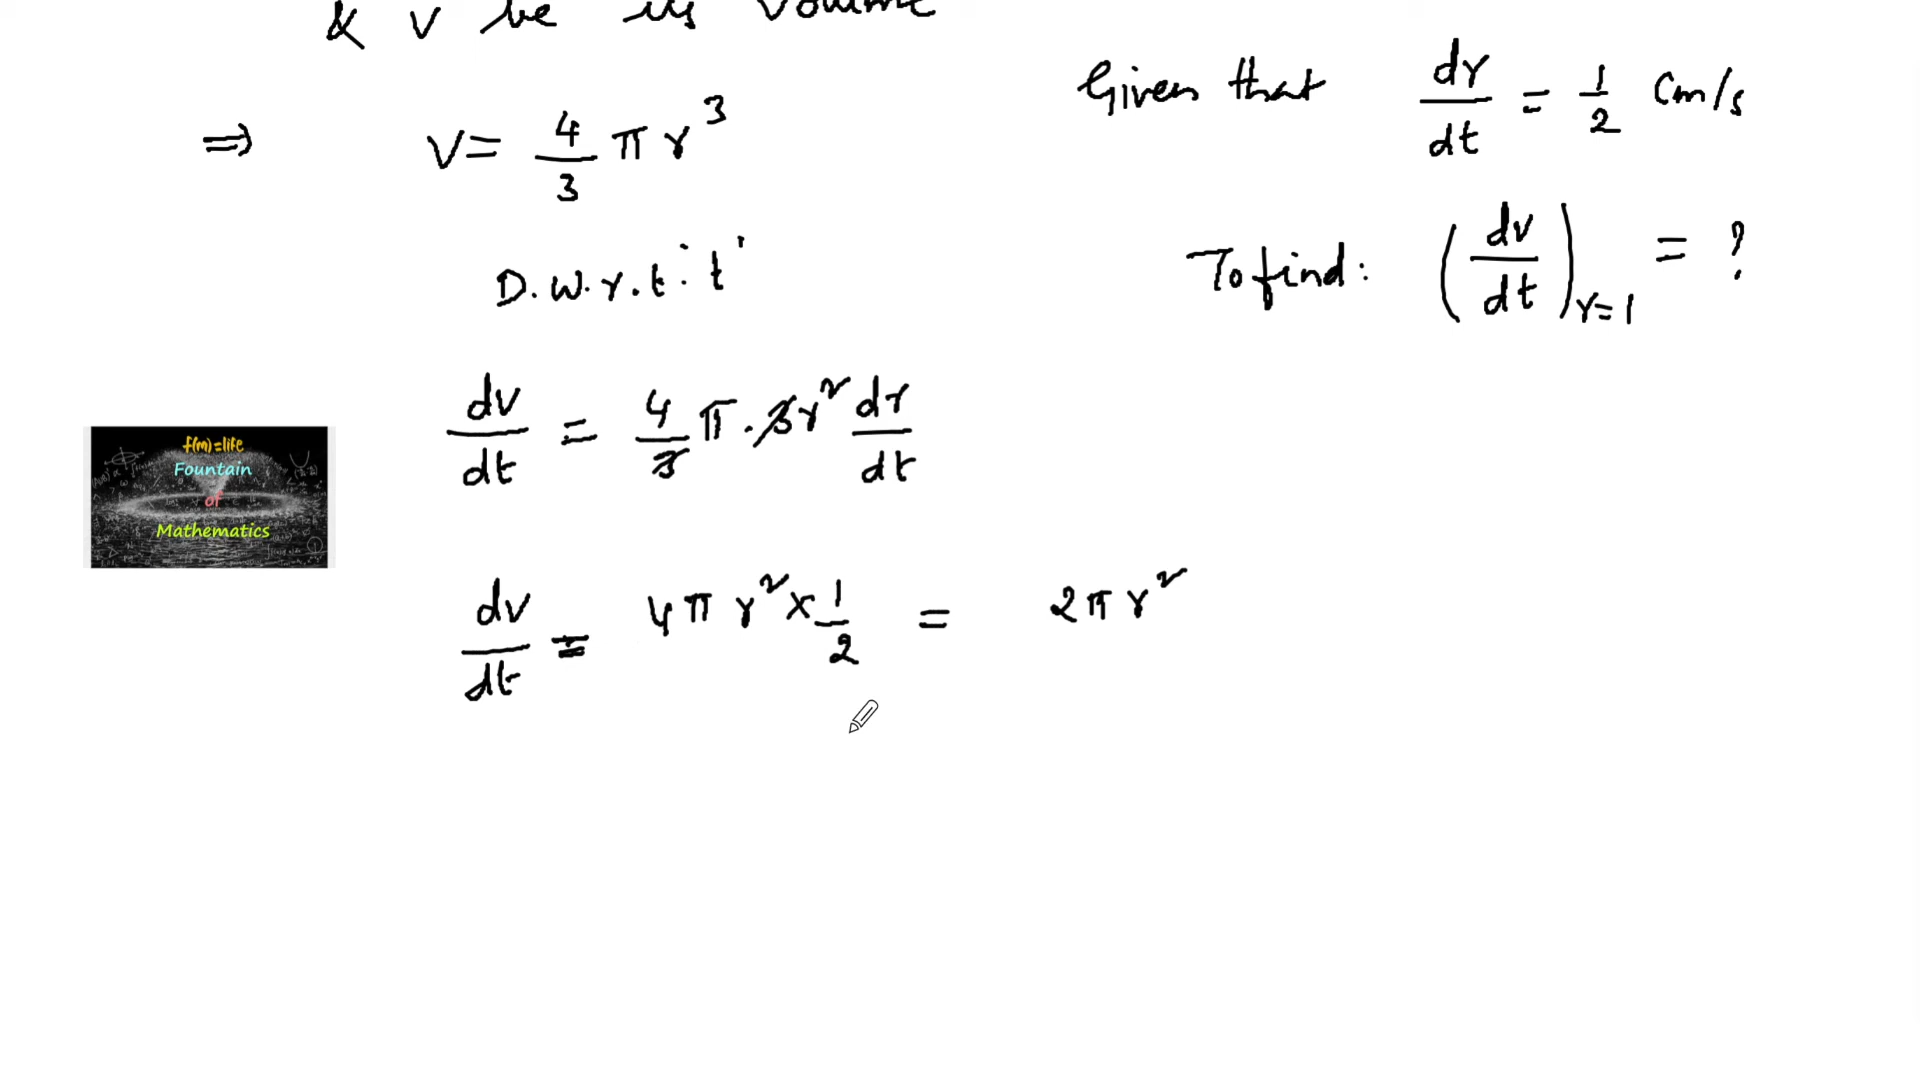 & v be its volume
Given that dr/dt = 1/2 cm/s
⇒ V = 4/3 π r³
To find: (dv/dt)r=1 = ?
D.w.r.t. 't'
dv/dt = 4/3 π . 3r² dr/dt
f(m)=life
Fountain
of
Mathematics
dv/dt = 4π r² × 1/2 = 2π r²